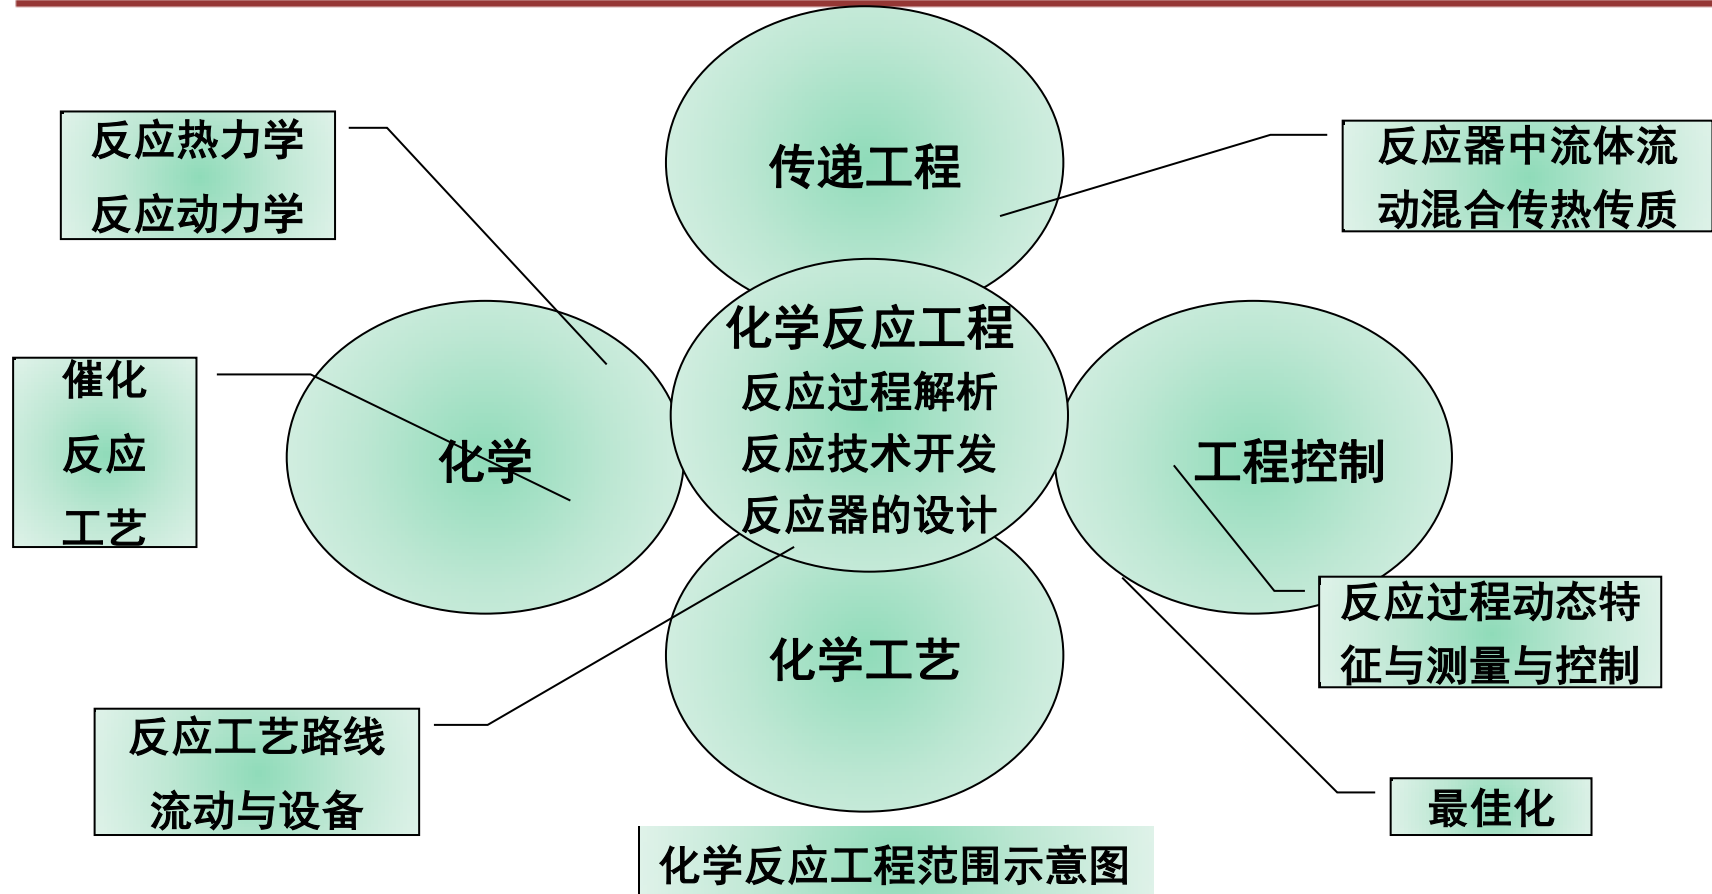 传递工程
反应热力学
反应动力学
反应器中流体流
动混合传热传质
化学反应工程
反应过程解析
反应技术开发
反应器的设计
催化
反应
工艺
化学
工程控制
反应过程动态特
征与测量与控制
化学工艺
反应工艺路线
流动与设备
最佳化
化学反应工程范围示意图